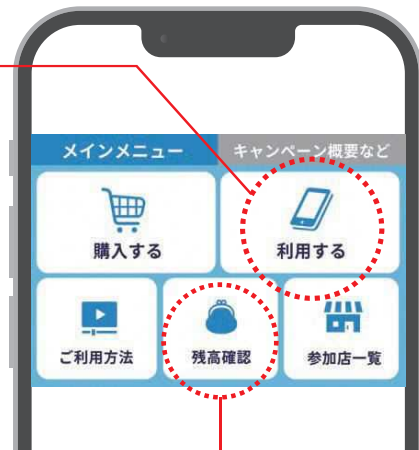 メインメニュー
キャンペーン概要など
購入する
利用する
ご利用方法
残高確認
参加店一覧